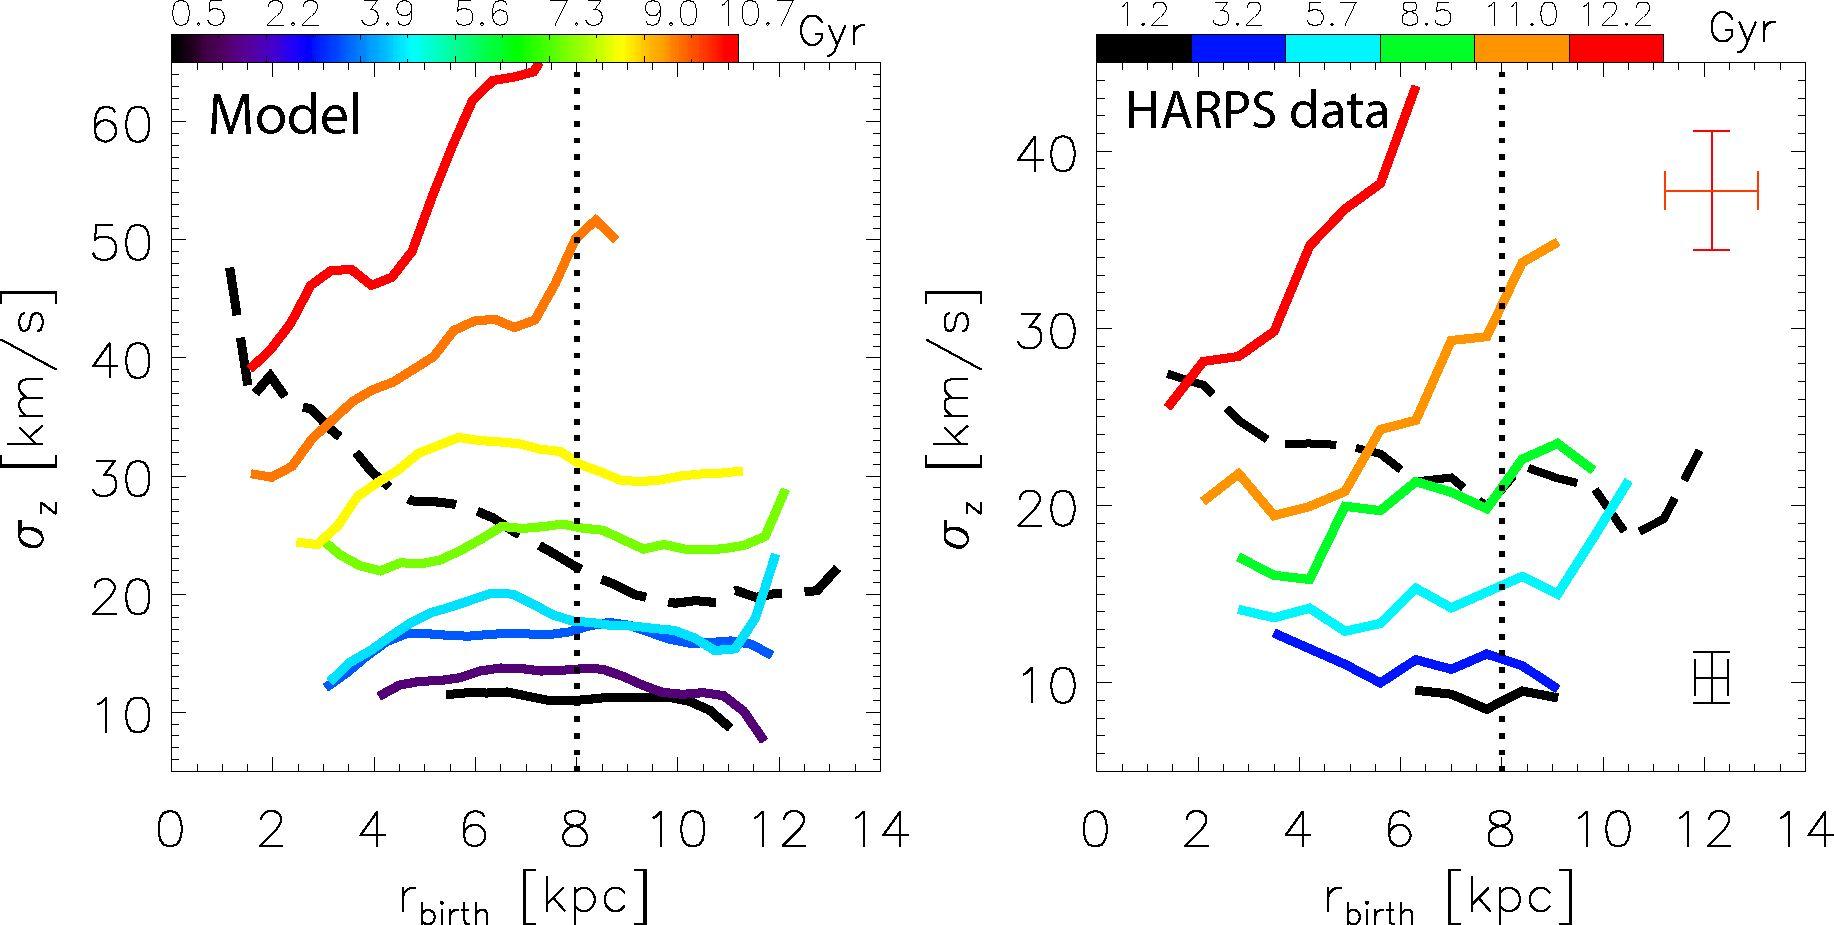 0.5 2.2 3.9 5.6 7.3 9.0 10.7 Gyr
Model
60
50
40
30
20
10
σz [km/s]
0 2 4 6 8 10 12 14
rbirth [kpc]
1.2 3.2 5.7 8.5 11.0 12.2 Gyr
HARPS data
40
30
20
10
σz [km/s]
0 2 4 6 8 10 12 14
rbirth [kpc]